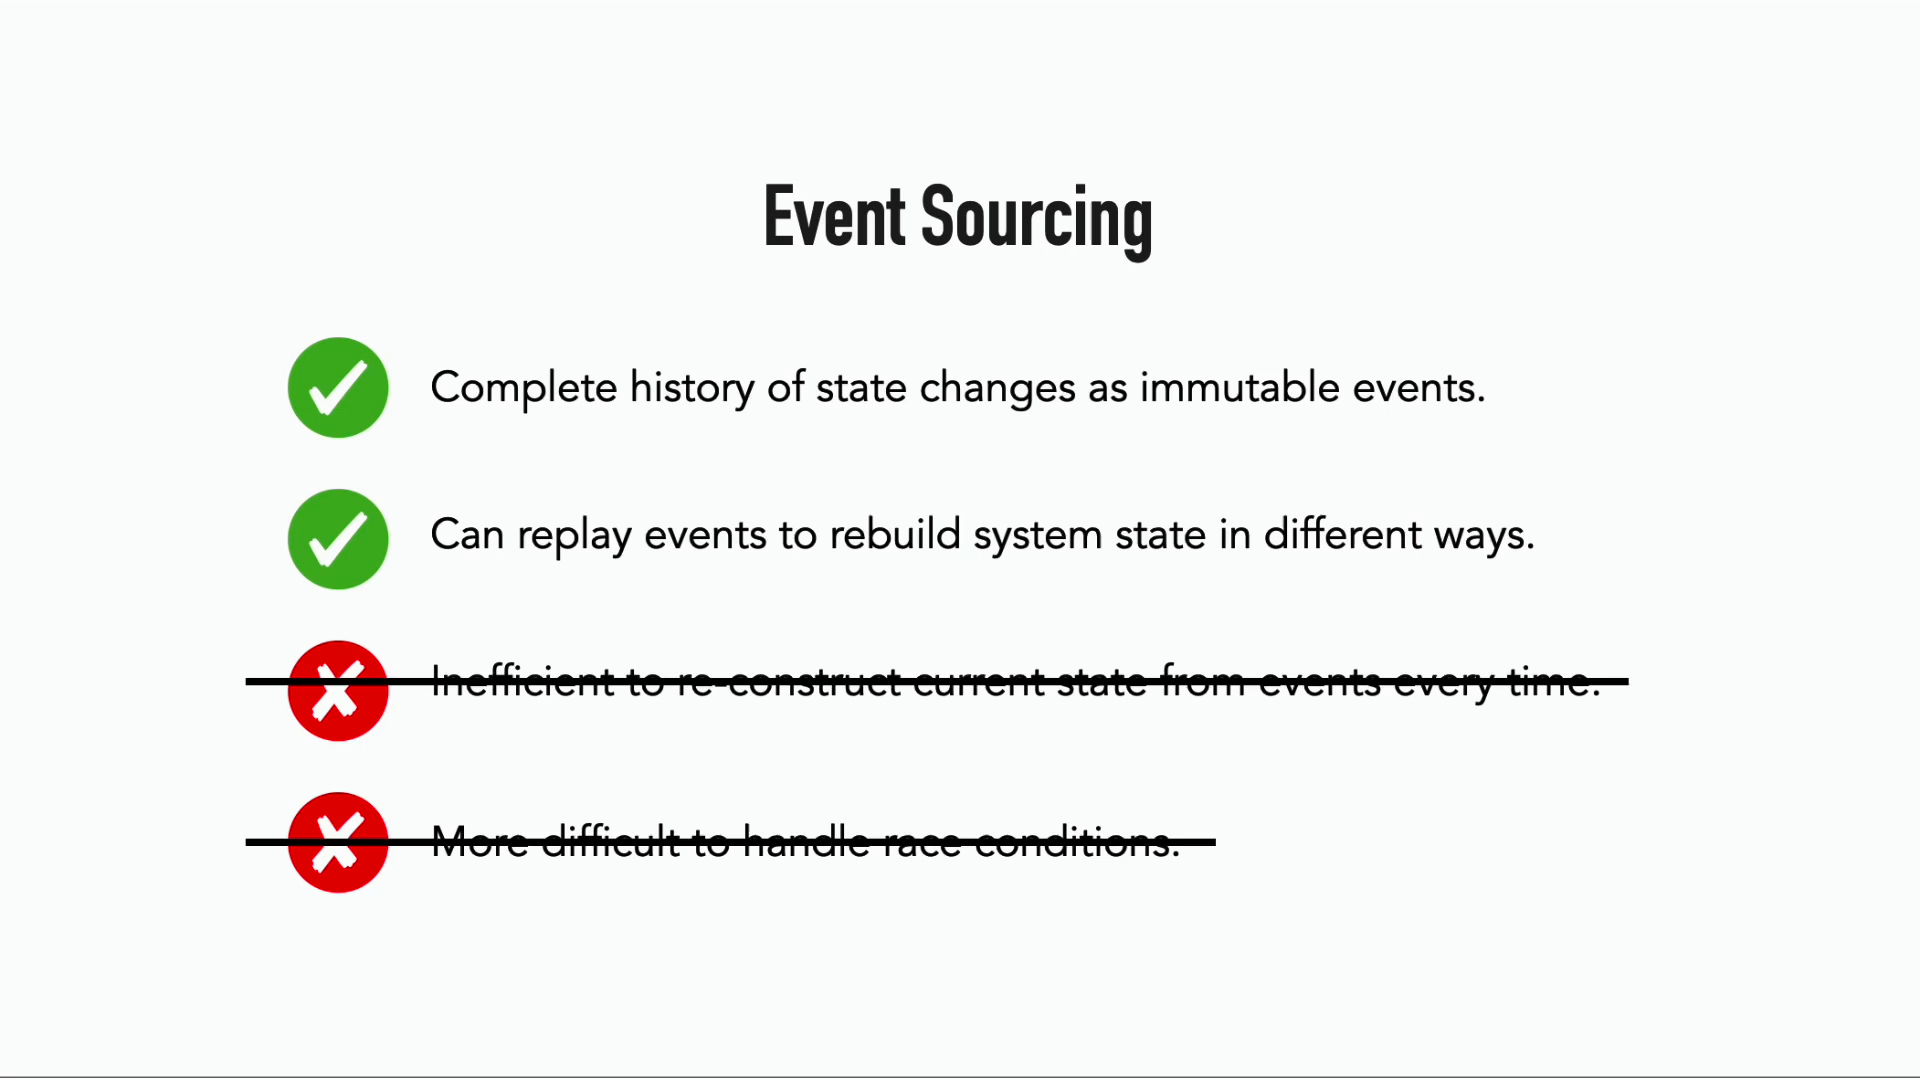 Event Sourcing
Complete history of state changes as immutable events.
Can replay events to rebuild system state in different ways.
Inefficient to re-construct current state from events every time.
More difficult to handle race conditions.